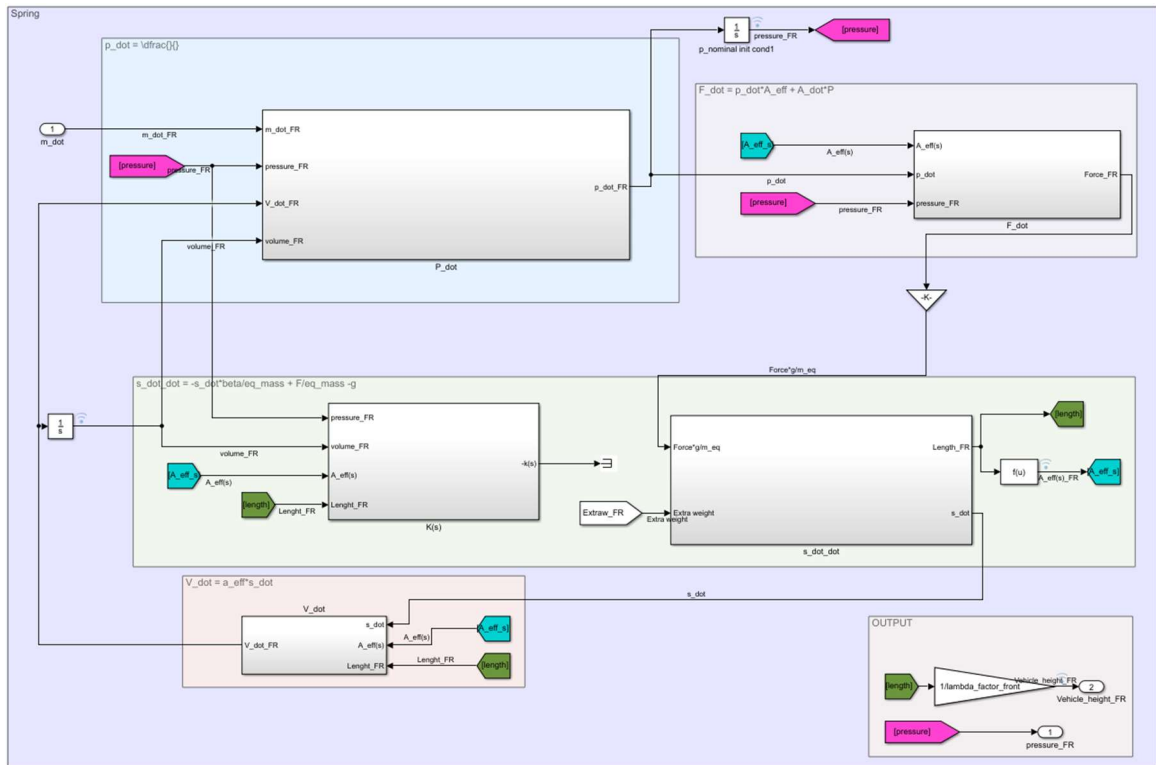 Spring
p_dot = \dfrac{}{}
1
s
pressure_FR
[pressure]
p_nominal init cond1
F_dot = p_dot*A_eff + A_dot*P
1
m_dot
m_dot_FR
m_dot_FR
[pressure]
pressure_FR
pressure_FR
V_dot_FR
volume_FR
volume_FR
p_dot_FR
P_dot
[A_eff_s]
A_eff(s)
A_eff(s)
p_dot
p_dot
[pressure]
pressure_FR
pressure_FR
Force_FR
F_dot
-K-
Force*g/m_eq
s_dot_dot = -s_dot*beta/eq_mass + F/eq_mass -g
1
s
volume_FR
pressure_FR
volume_FR
[A_eff_s]
A_eff(s)
A_eff(s)
[length]
Lenght_FR
Lenght_FR
-k(s)
K(s)
Force*g/m_eq
Extraw_FR
Extra weight
Extra weight
Length_FR
s_dot
s_dot_dot
[length]
f(u)
A_eff(s)_FR
[A_eff_s]
V_dot = a_eff*s_dot
V_dot
s_dot
s_dot
V_dot_FR
A_eff(s)
A_eff(s)
[A_eff_s]
Lenght_FR
Lenght_FR
[length]
OUTPUT
[length]
1/lambda_factor_front
Vehicle_height_FR
2
Vehicle_height_FR
[pressure]
1
pressure_FR